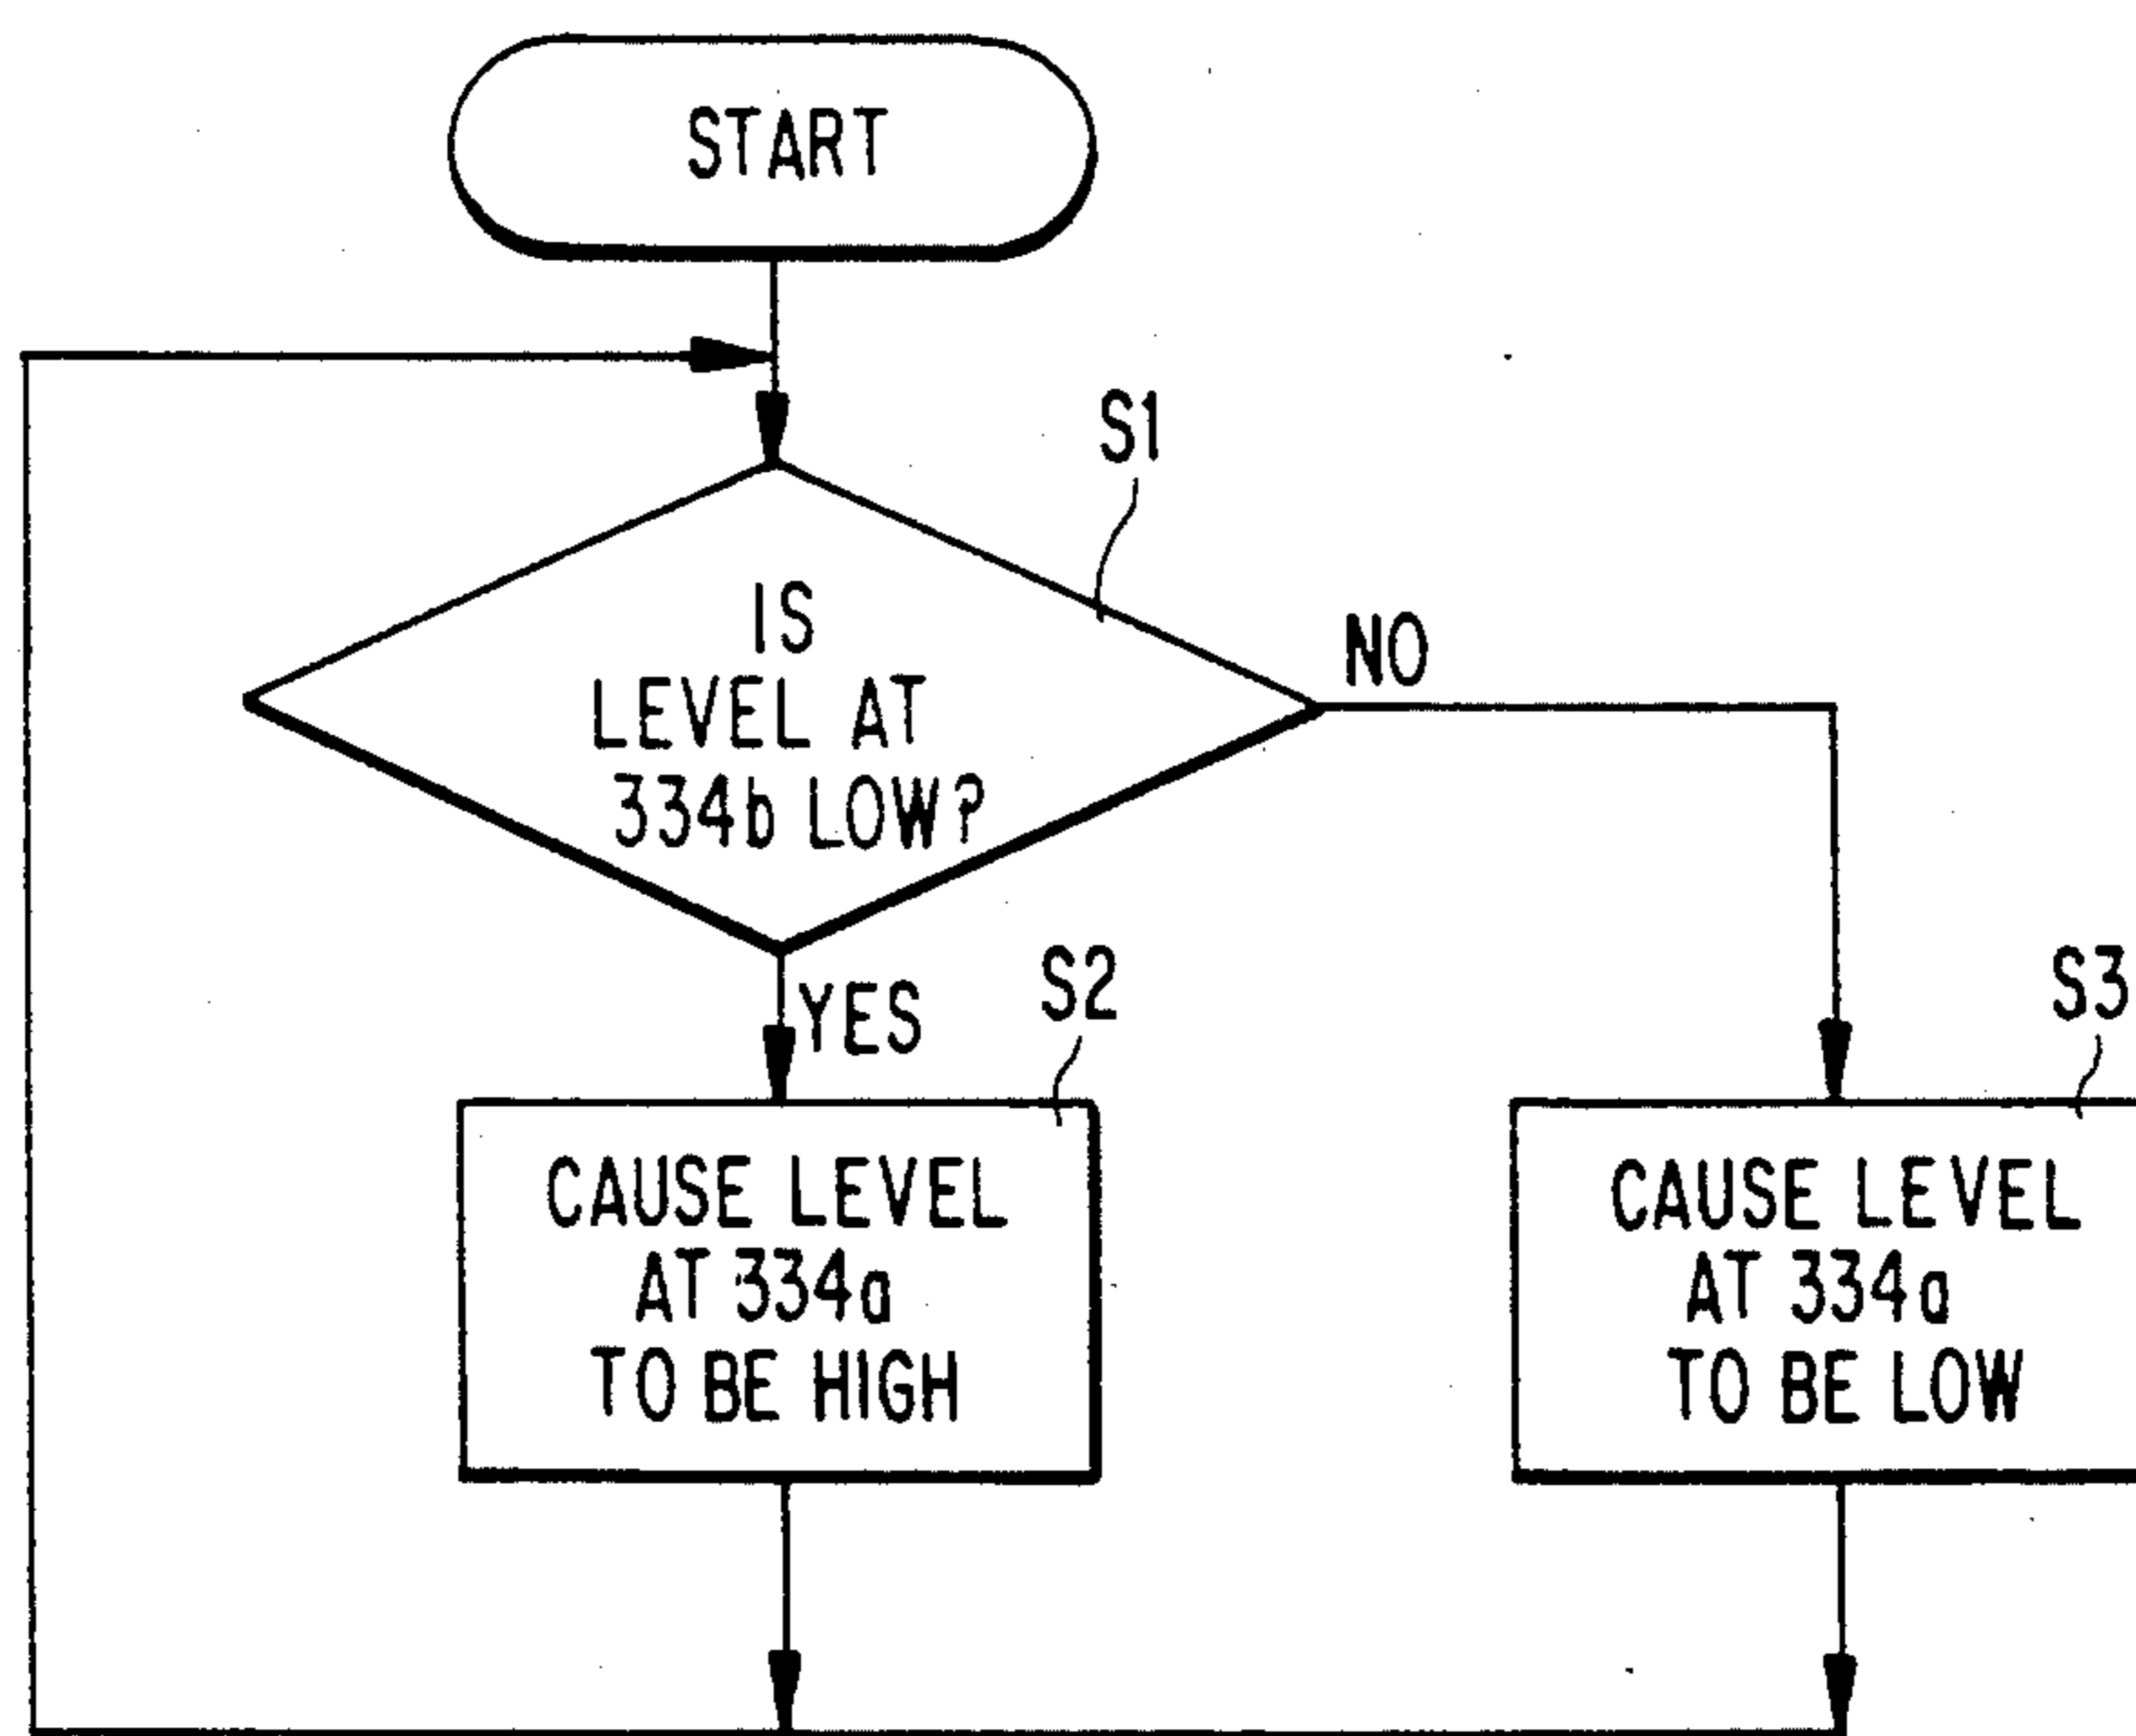 START
S1
IS
LEVEL AT
334b LOW?
NO
YES
S2
S3
CAUSE LEVEL
AT 334a
TO BE HIGH
CAUSE LEVEL
AT 334a
TO BE LOW